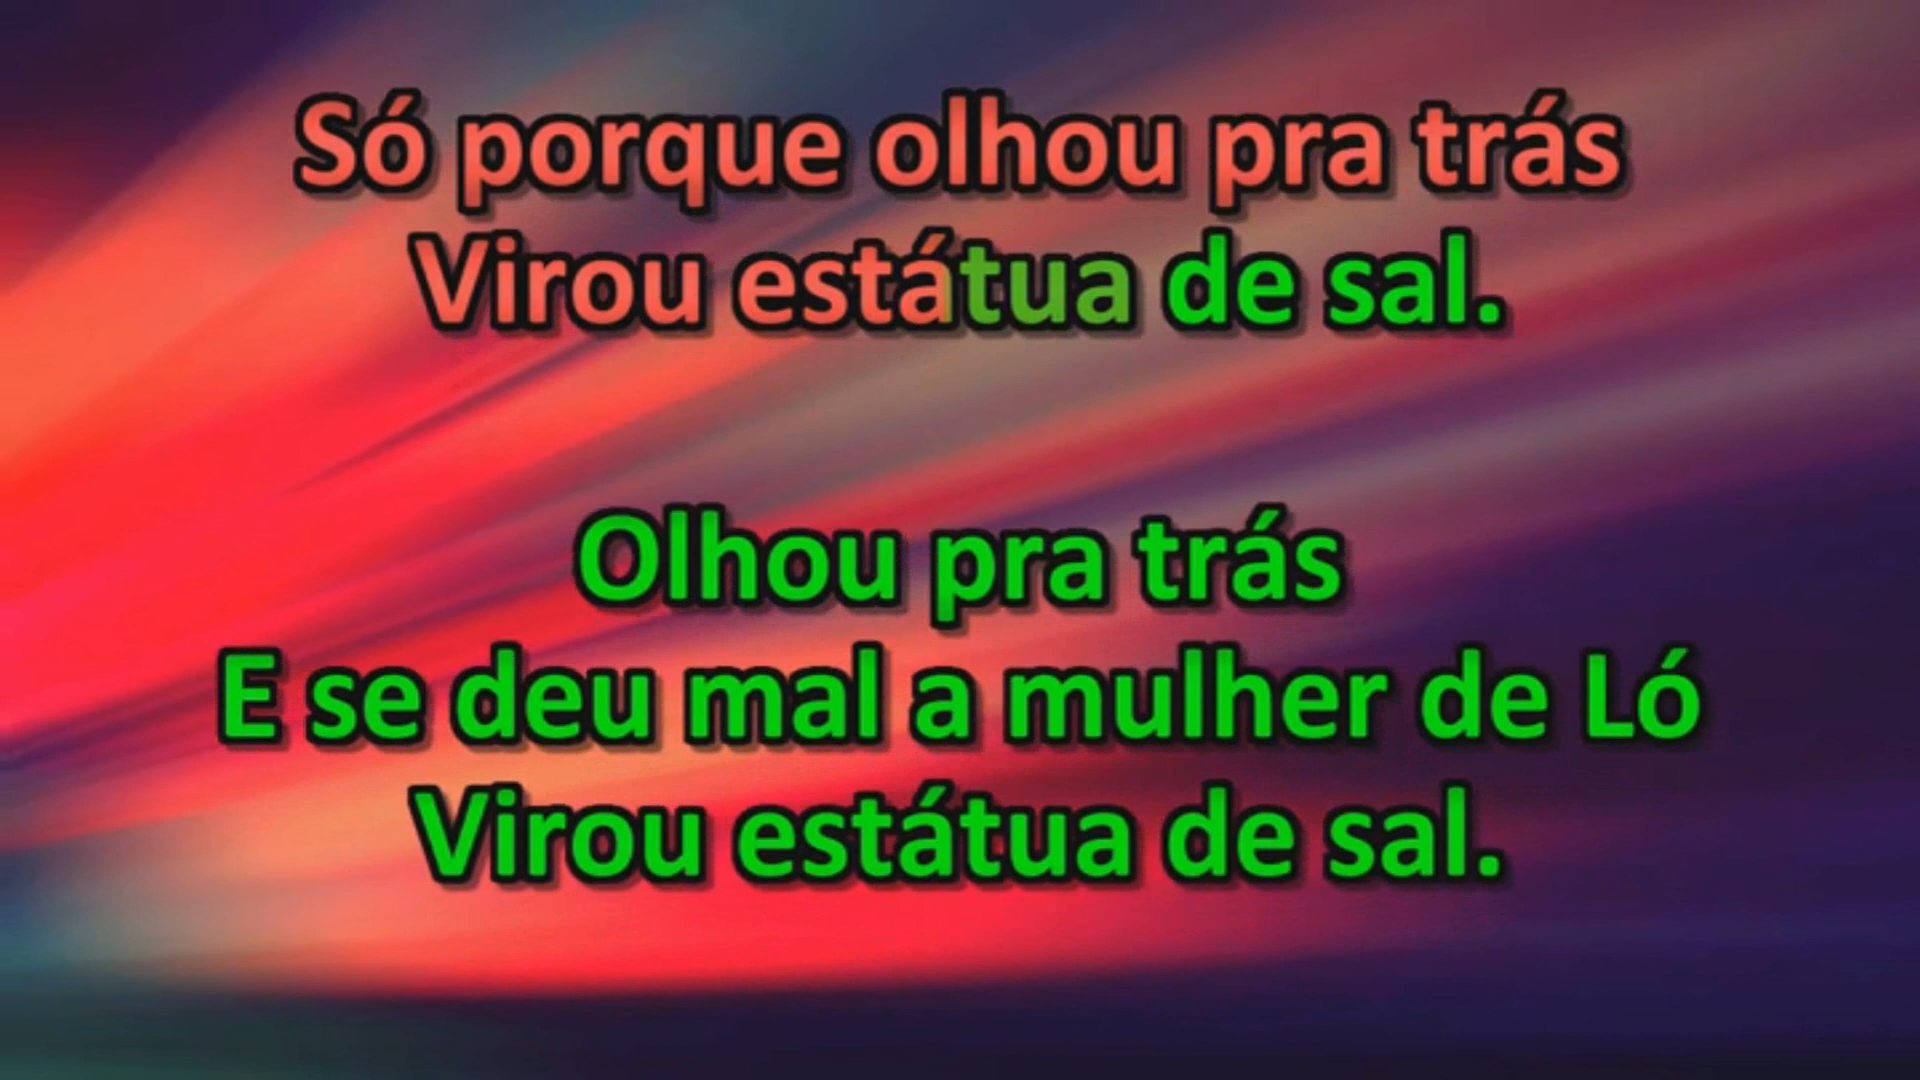 Só porque olhou pra trás
Virou estátua de sal.
Olhou pra trás
E se deu mal a mulher de Ló
Virou estátua de sal.